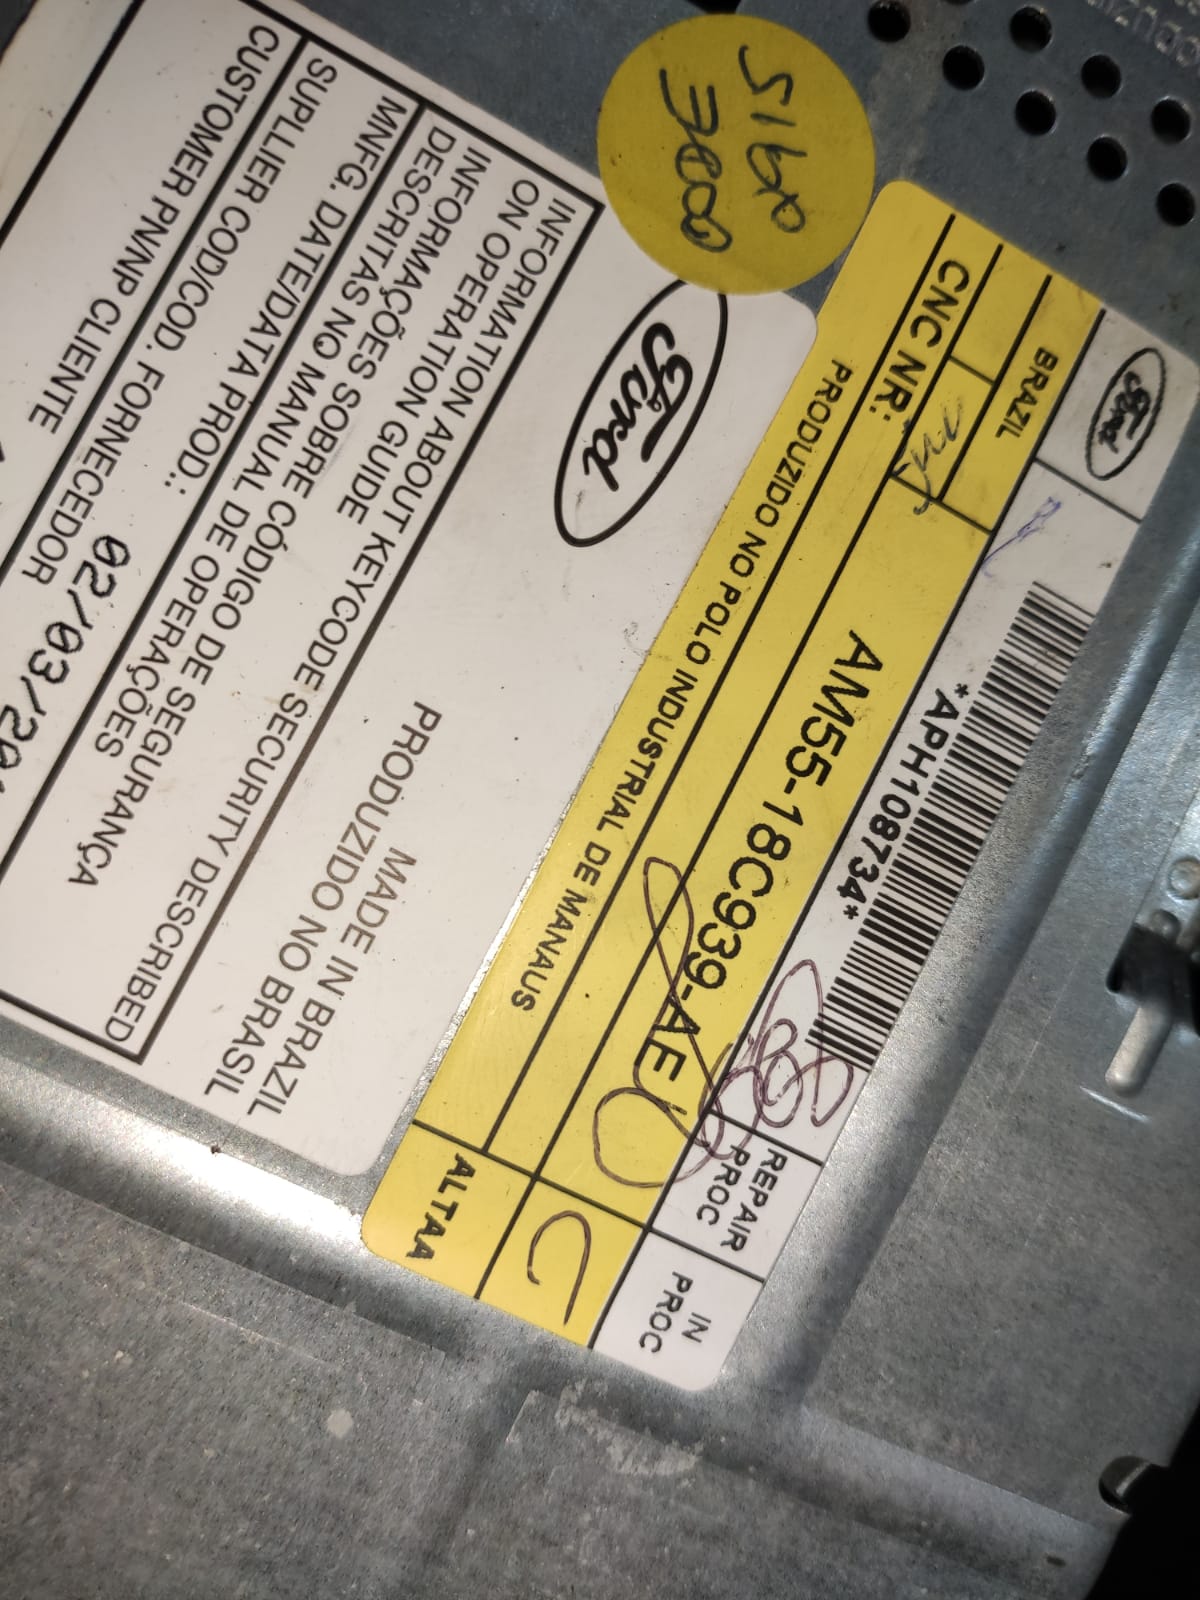 Ford
BRAZIL
*APH108734*
REPAIR
PROC
IN
PROC
CNC NR:
AM55-18C939-AE
C
PRODUZIDO NO POLO INDUSTRIAL DE MANAUS
ALTAA
5160
3000
Ford
MADE IN BRAZIL
PRODUZIDO NO BRASIL
INFORMATION ABOUT KEYCODE SECURITY DESCRIBED
ON OPERATION GUIDE
INFORMAÇÕES SOBRE CÓDIGO DE SEGURANÇA
DESCRITAS NO MANUAL DE OPERAÇÕES
MNFG. DATE/DATA PROD.:
02/03/20
SUPLLIER COD/COD. FORNECEDOR
CUSTOMER PN/NP CLIENTE